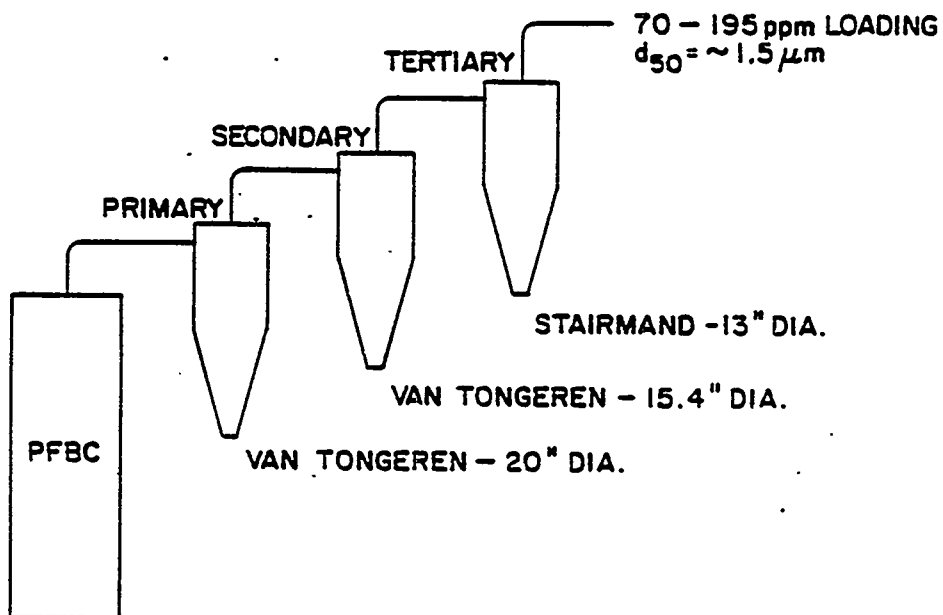 70 – 195 ppm LOADING
d50 = ~ 1.5 μm
TERTIARY
SECONDARY
PRIMARY
STAIRMAND – 13" DIA.
VAN TONGEREN – 15.4" DIA.
PFBC
VAN TONGEREN – 20" DIA.